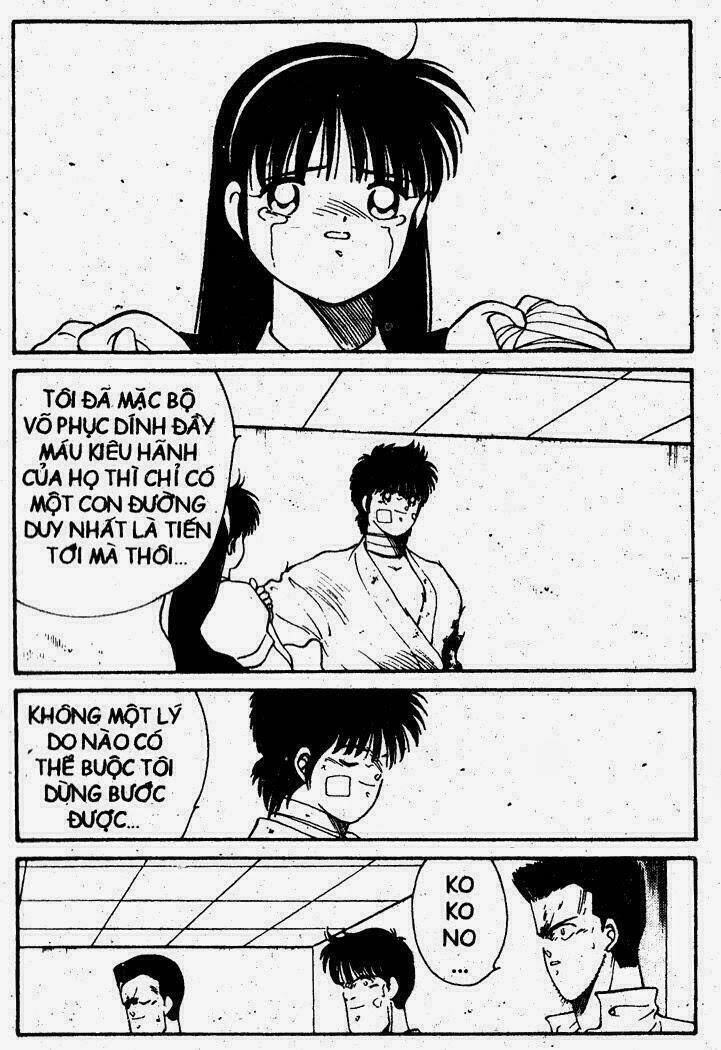 TÔI ĐÃ MẶC BỘ
VÕ PHỤC DÍNH ĐẦY
MÁU KIÊU HÃNH
CỦA HỌ THÌ CHỈ CÓ
MỘT CON ĐƯỜNG
DUY NHẤT LÀ TIẾN
TỚI MÀ THÔI...
KHÔNG MỘT LÝ
DO NÀO CÓ
THỂ BUỘC TÔI
DỪNG BƯỚC
ĐƯỢC...
KO
KO
NO
...